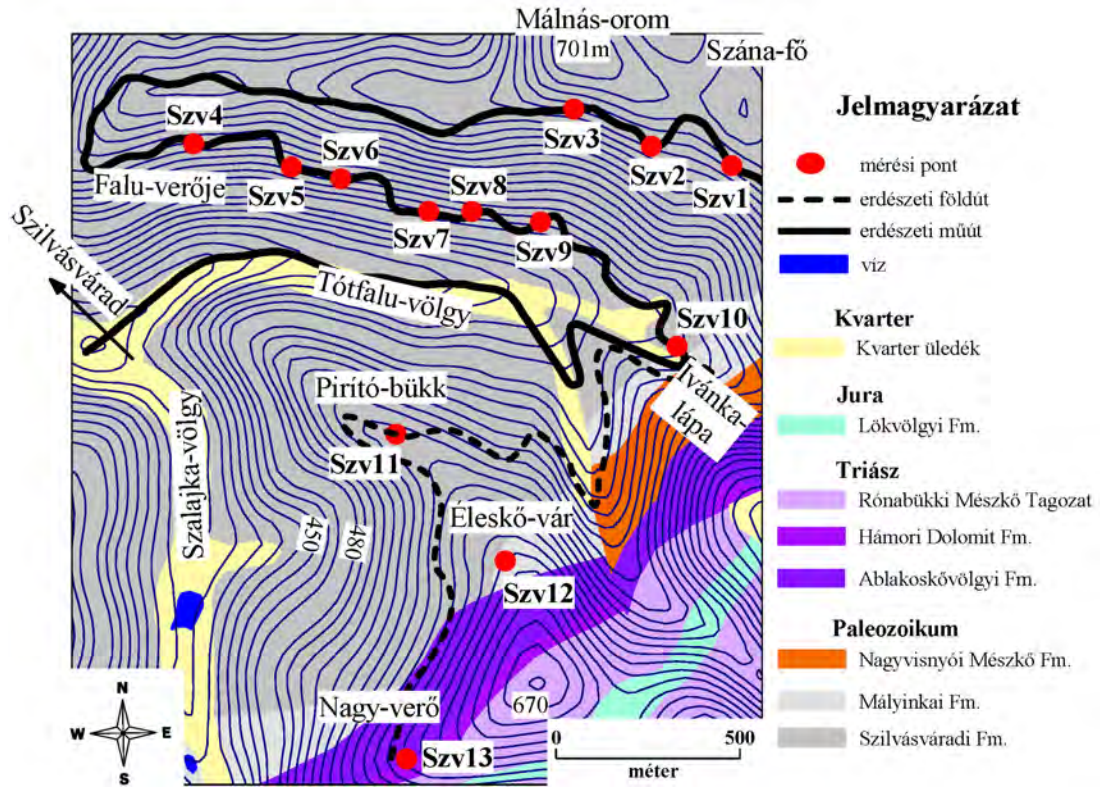 Málnás-orom
701m
Szána-fő
Szv4
Szv6
Szv3
Szv2
Szv1
Falu-verője
Szv5
Szv8
Szv7
Szv9
Szilvásvárad
Tótfalu-völgy
Szv10
Ivánka-
lápa
Pirító-bükk
Szv11
Szalajka-völgy
450
480
Éleskő-vár
Szv12
Nagy-verő
670
Szv13
N
W
E
S
0
500
méter
Jelmagyarázat
mérési pont
erdészeti földút
erdészeti műút
víz
Kvarter
Kvarter üledék
Jura
Lökvölgyi Fm.
Triász
Rónabükki Mészkő Tagozat
Hámori Dolomit Fm.
Ablakoskővölgyi Fm.
Paleozoikum
Nagyvisnyói Mészkő Fm.
Mályinkai Fm.
Szilvásváradi Fm.